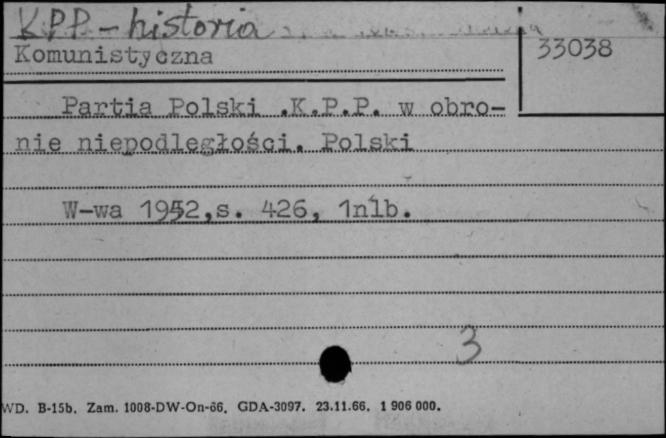 KPP - historia
Komunistyczna
33038
Partia Polski .K.P.P. w obro-
nie niepodległości. Polski
W-wa 1952,s. 426, 1nlb.
3
WD. B-15b. Zam. 1008-DW-On-66. GDA-3097. 23.11.66. 1 906 000.